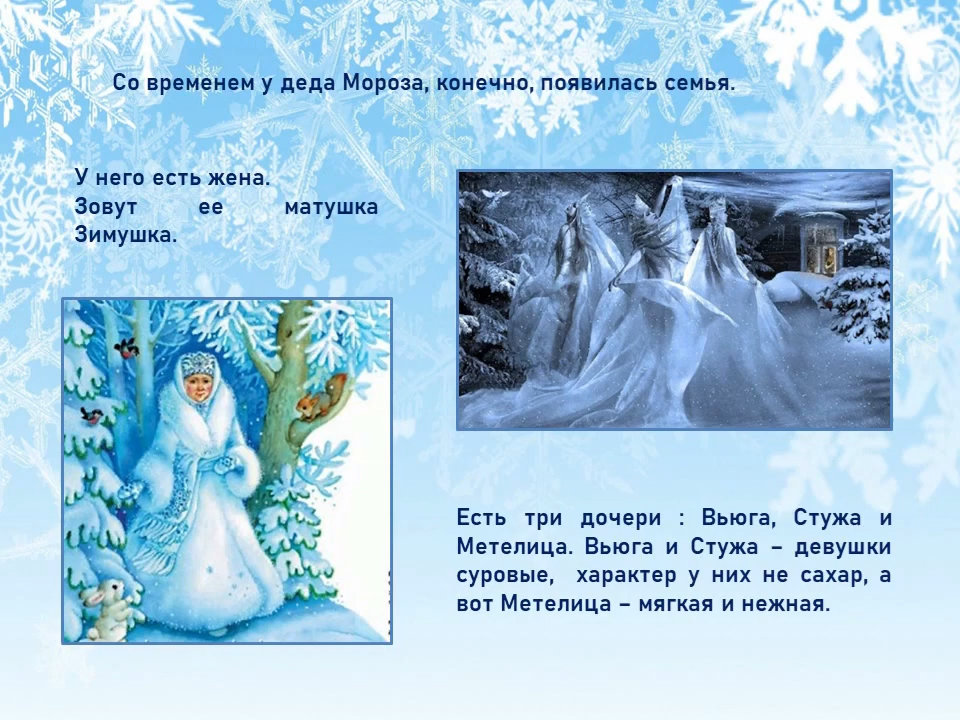 Со временем у деда Мороза, конечно, появилась семья.
У него есть жена.
Зовут ее матушка
Зимушка.
Есть три дочери : Вьюга, Стужа и
Метелица. Вьюга и Стужа – девушки
суровые, характер у них не сахар, а
вот Метелица – мягкая и нежная.